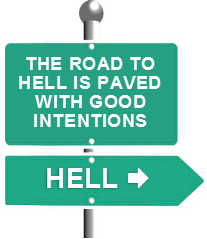 THE ROAD TO
HELL IS PAVED
WITH GOOD
INTENTIONS
HELL ➡